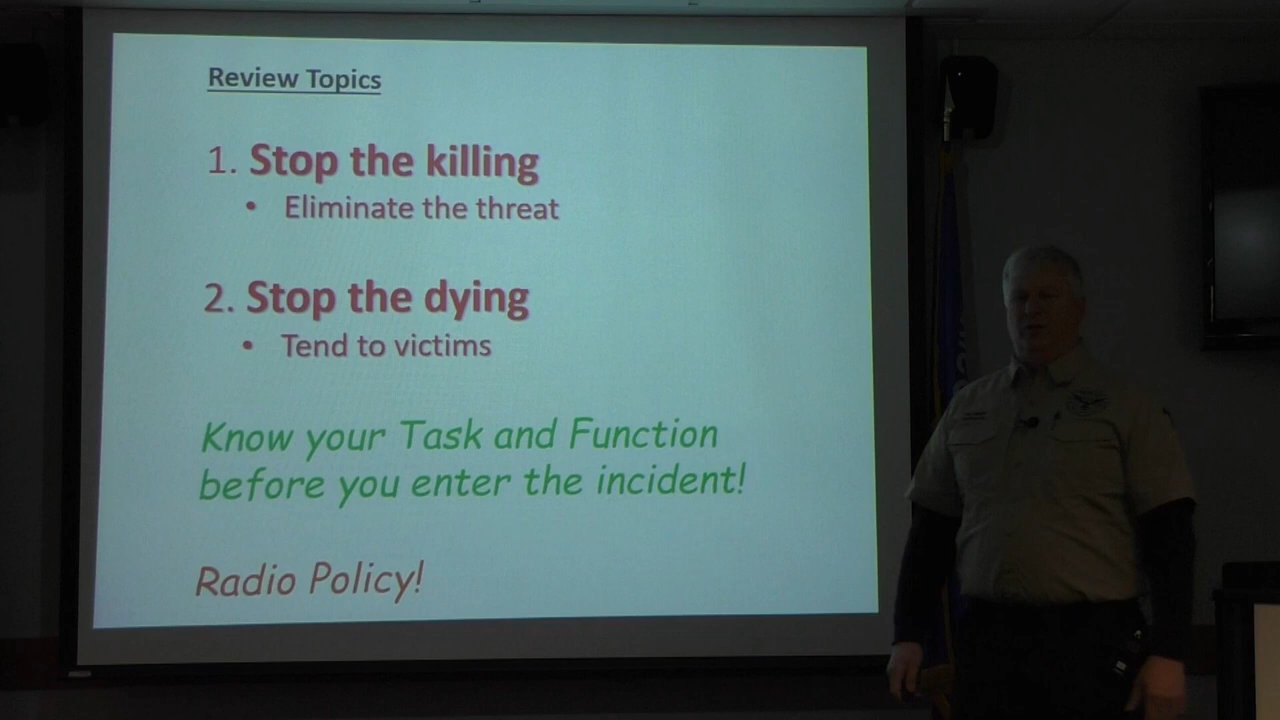 Review Topics
1. Stop the killing
• Eliminate the threat
2. Stop the dying
• Tend to victims
Know your Task and Function
before you enter the incident!
Radio Policy!